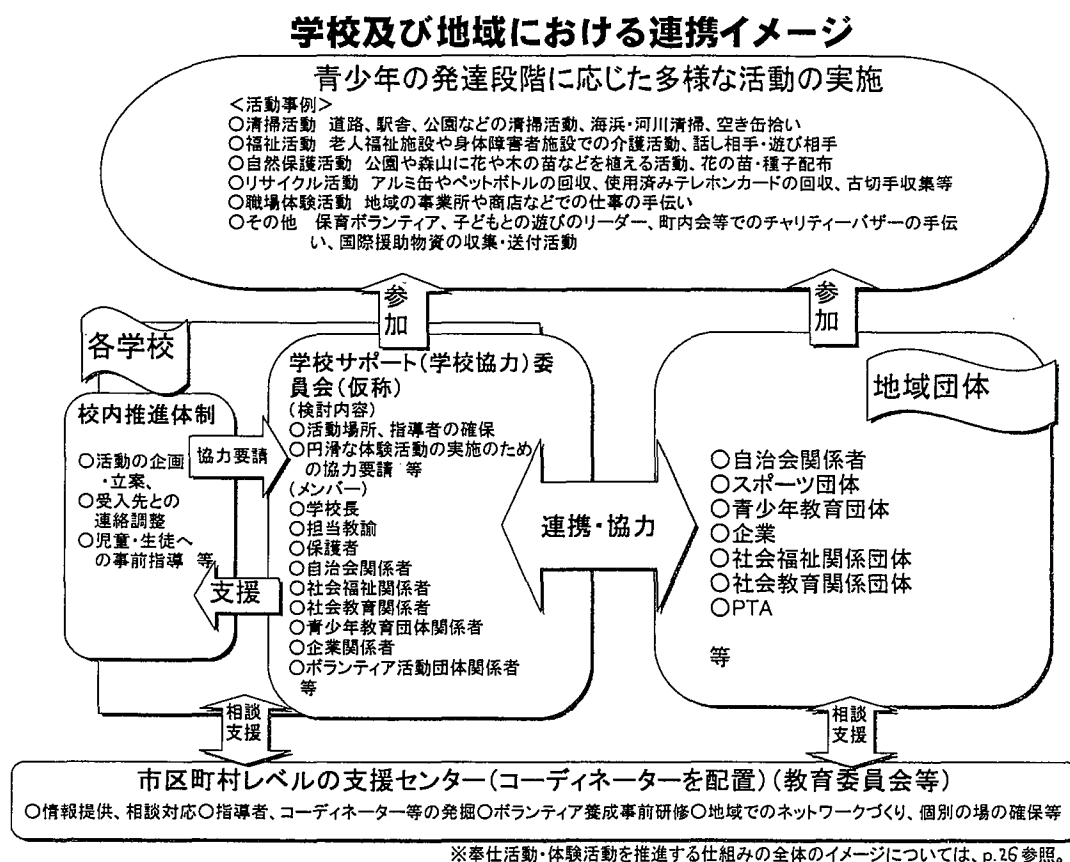 学校及び地域における連携イメージ
青少年の発達段階に応じた多様な活動の実施
＜活動事例＞
○清掃活動　道路、駅舎、公園などの清掃活動、海浜・河川清掃、空き缶拾い
○福祉活動　老人福祉施設や身体障害者施設での介護活動、話し相手・遊び相手
○自然保護活動　公園や森山に花や木の苗などを植える活動、花の苗・種子配布
○リサイクル活動　アルミ缶やペットボトルの回収、使用済みテレホンカードの回収、古切手収集等
○職場体験活動　地域の事業所や商店などでの仕事の手伝い
○その他　保育ボランティア、子どもとの遊びのリーダー、町内会等でのチャリティーバザーの手伝
い、国際援助物資の収集・送付活動
参加
参加
各学校
校内推進体制
○活動の企画
・立案、
○受入先との
連絡調整
○児童・生徒へ
の事前指導　等
協力要請
支援
学校サポート（学校協力）委
員会（仮称）
（検討内容）
○活動場所、指導者の確保
○円滑な体験活動の実施のため
の協力要請　等
（メンバー）
○学校長
○担当教諭
○保護者
○自治会関係者
○社会福祉関係者
○社会教育関係者
○青少年教育団体関係者
○企業関係者
○ボランティア活動団体関係者
等
連携・協力
地域団体
○自治会関係者
○スポーツ団体
○青少年教育団体
○企業
○社会福祉関係団体
○社会教育関係団体
○PTA
等
相談
支援
相談
支援
市区町村レベルの支援センター（コーディネーターを配置）（教育委員会等）
○情報提供、相談対応○指導者、コーディネーター等の発掘○ボランティア養成事前研修○地域でのネットワークづくり、個別の場の確保等
※奉仕活動・体験活動を推進する仕組みの全体のイメージについては、p.26参照。